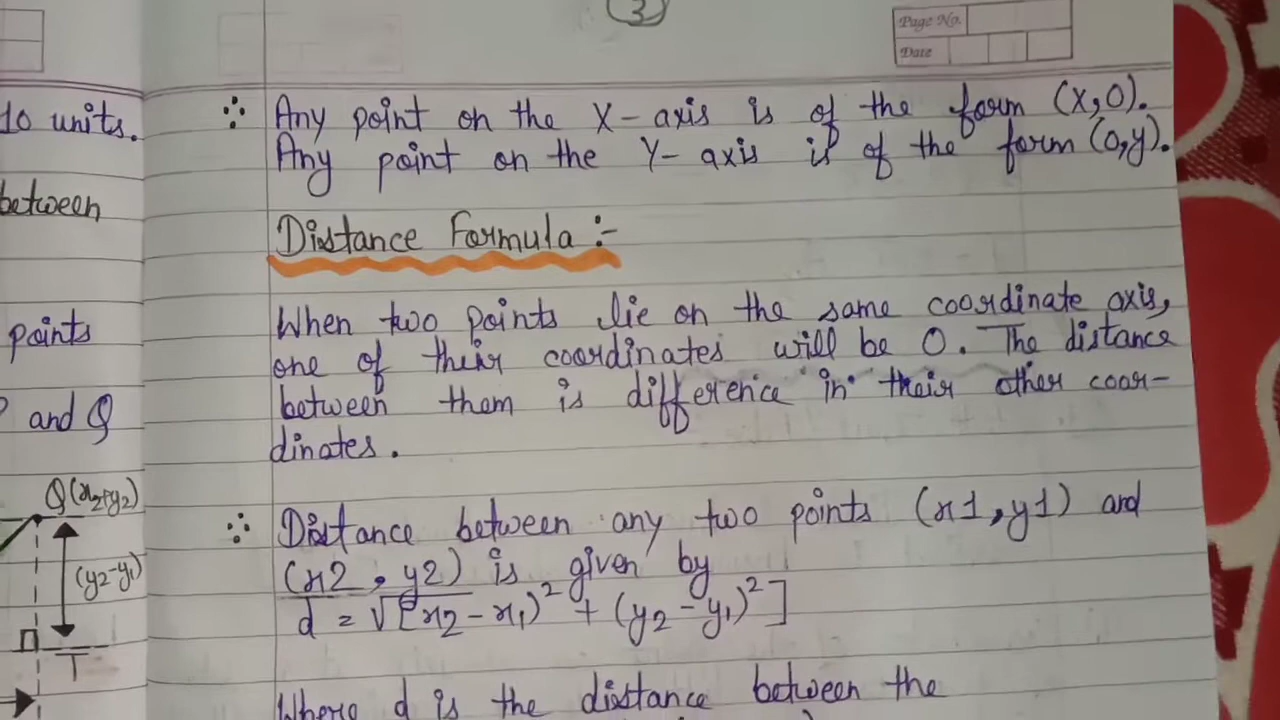 3
Page No.
Date
10 units.
between
points
and Q
Q(x2+y2)
(y2-y1)
T
∴ Any point on the X-axis is of the form (x,0).
Any point on the Y-axis is of the form (0,y).
Distance Formula :-
When two points lie on the same coordinate axis,
one of their coordinates will be 0. The distance
between them is difference in their other coor-
dinates.
∴ Distance between any two points (x1,y1) and
(x2, y2) is given by
d = √[x2-x1)² + (y2-y1)²]
Where d is the distance between the